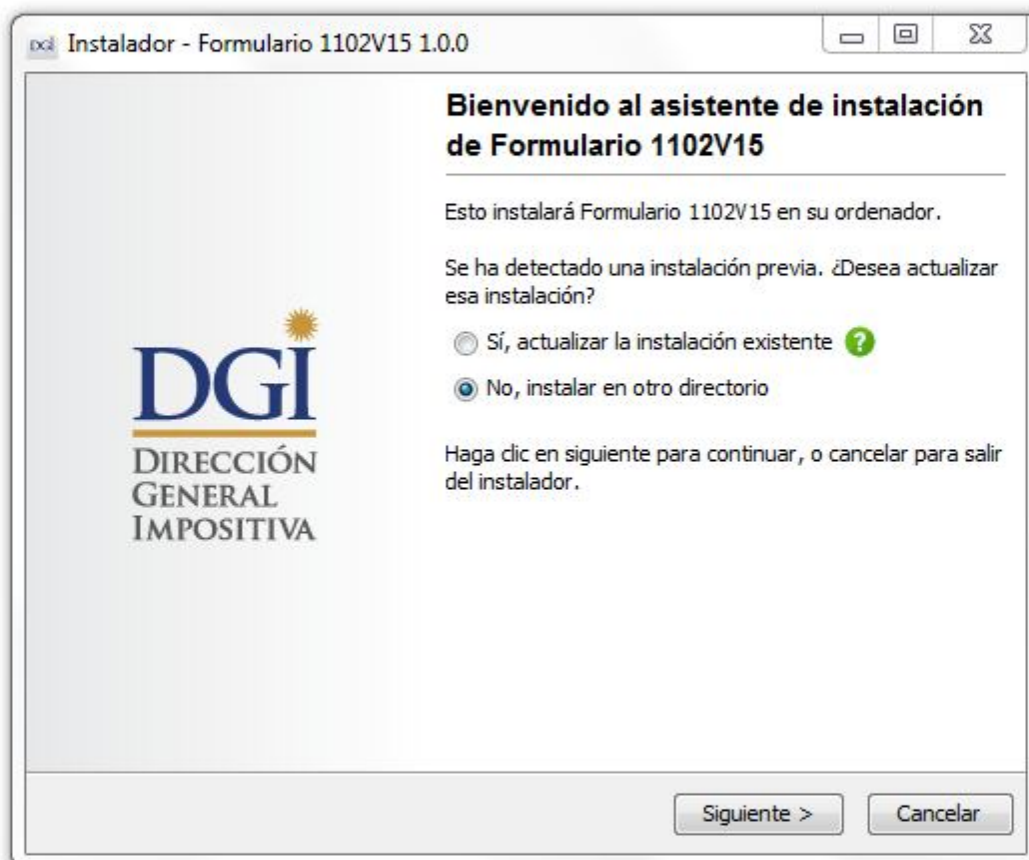 DGI Instalador - Formulario 1102V15 1.0.0
Bienvenido al asistente de instalación
de Formulario 1102V15
Esto instalará Formulario 1102V15 en su ordenador.
Se ha detectado una instalación previa. ¿Desea actualizar
esa instalación?
Sí, actualizar la instalación existente ?
No, instalar en otro directorio
Haga clic en siguiente para continuar, o cancelar para salir
del instalador.
DGI
DIRECCIÓN
GENERAL
IMPOSITIVA
Siguiente > Cancelar